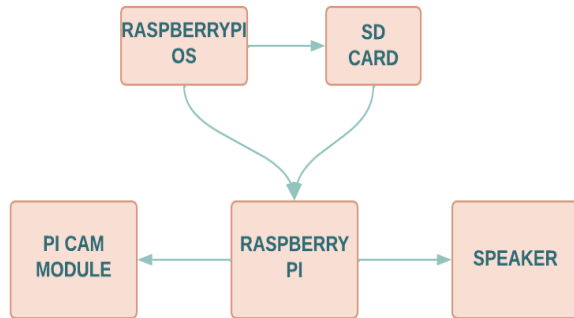 RASPBERRYPI
OS
SD
CARD
PI CAM
MODULE
RASPBERRY
PI
SPEAKER